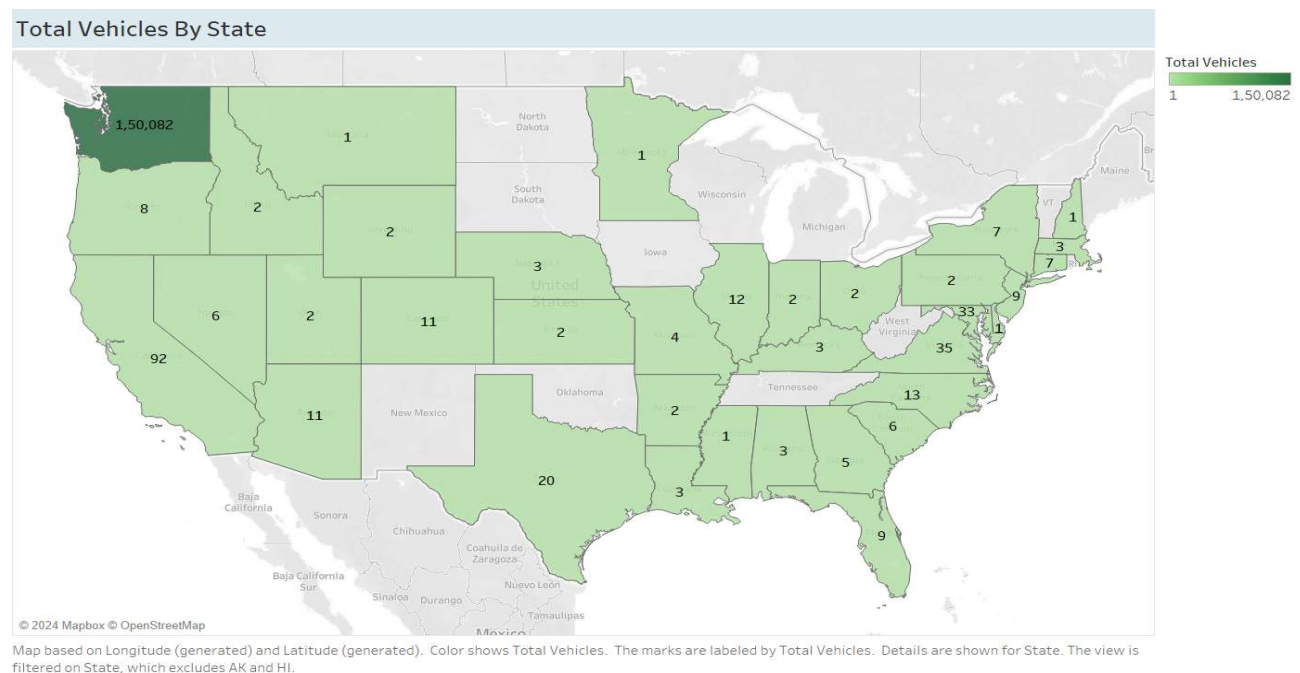 Total Vehicles By State
Total Vehicles
1 1,50,082
1,50,082
North
Dakota
1
1
Maine
South
Dakota
Wisconsin
VT
8
2
2
Michigan
1
7
Iowa
3
7
3
United
States
2
12
2
2
9
6
2
11
33
West
Virginia
1
2
4
3
35
92
Oklahoma
Tennessee
New Mexico
2
13
11
6
1
3
5
20
3
Baja
California
Sonora
Chihuahua
9
Coahuila de
Zaragoza
Baja California
Sur
Nuevo León
Sinaloa
Durango
Tamaulipas
Mexico
© 2024 Mapbox © OpenStreetMap
Map based on Longitude (generated) and Latitude (generated). Color shows Total Vehicles. The marks are labeled by Total Vehicles. Details are shown for State. The view is
filtered on State, which excludes AK and HI.